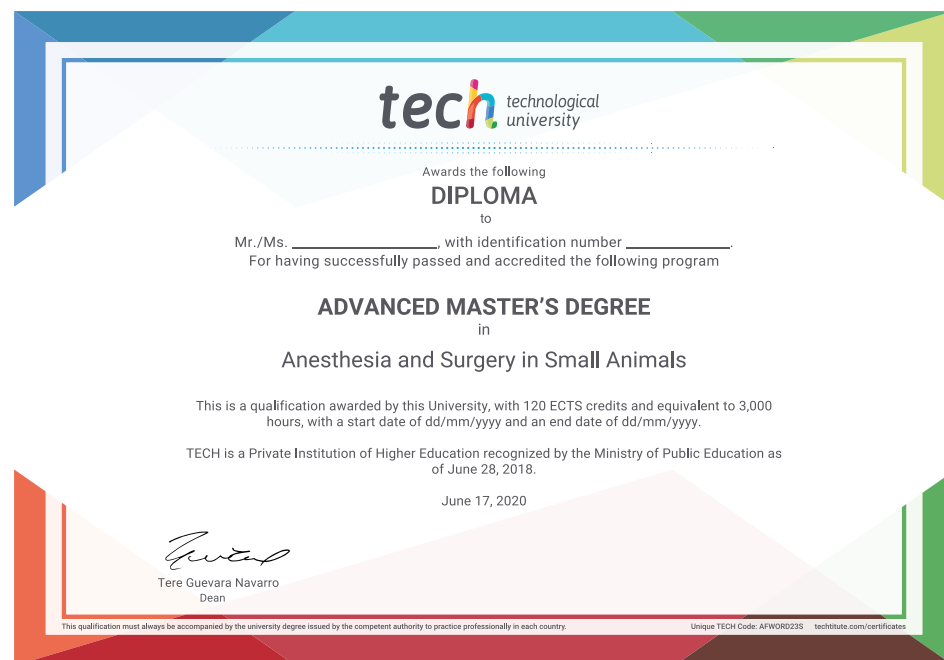 tech technological
university
Awards the following
DIPLOMA
to
Mr./Ms. ____________________, with identification number ______________.
For having successfully passed and accredited the following program
ADVANCED MASTER'S DEGREE
in
Anesthesia and Surgery in Small Animals
This is a qualification awarded by this University, with 120 ECTS credits and equivalent to 3,000
hours, with a start date of dd/mm/yyyy and an end date of dd/mm/yyyy.
TECH is a Private Institution of Higher Education recognized by the Ministry of Public Education as
of June 28, 2018.
June 17, 2020
Tere Guevara Navarro
Dean
This qualification must always be accompanied by the university degree issued by the competent authority to practice professionally in each country. Unique TECH Code: AFWORD23S techtitute.com/certificates